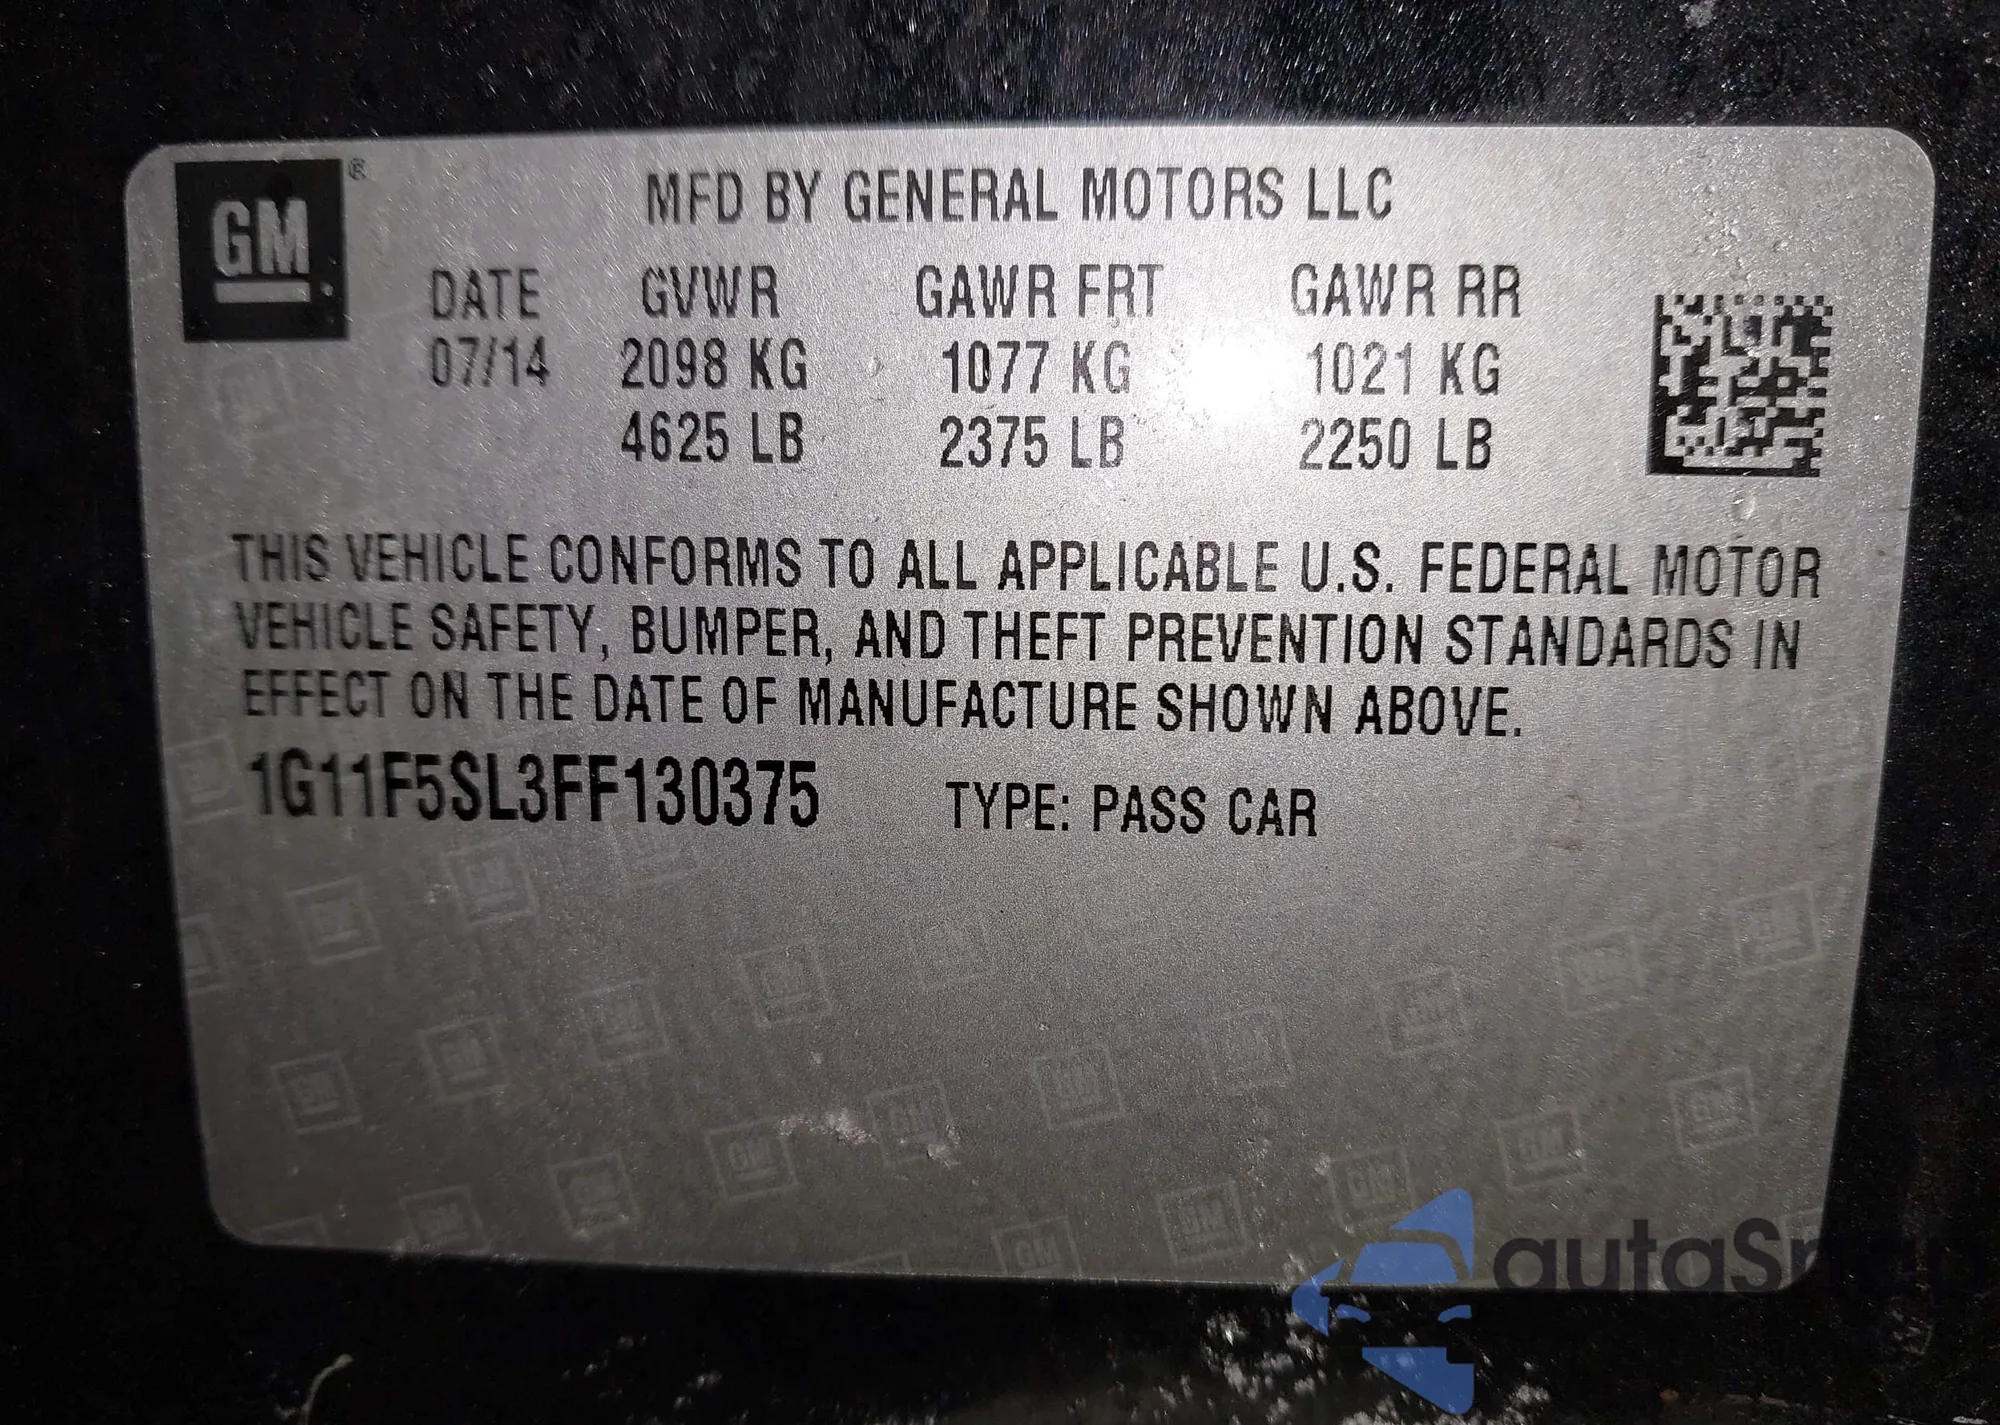 GM ®
MFD BY GENERAL MOTORS LLC
DATE GVWR GAWR FRT GAWR RR
07/14 2098 KG 1077 KG 1021 KG
4625 LB 2375 LB 2250 LB
THIS VEHICLE CONFORMS TO ALL APPLICABLE U.S. FEDERAL MOTOR
VEHICLE SAFETY, BUMPER, AND THEFT PREVENTION STANDARDS IN
EFFECT ON THE DATE OF MANUFACTURE SHOWN ABOVE.
1G11F5SL3FF130375 TYPE: PASS CAR